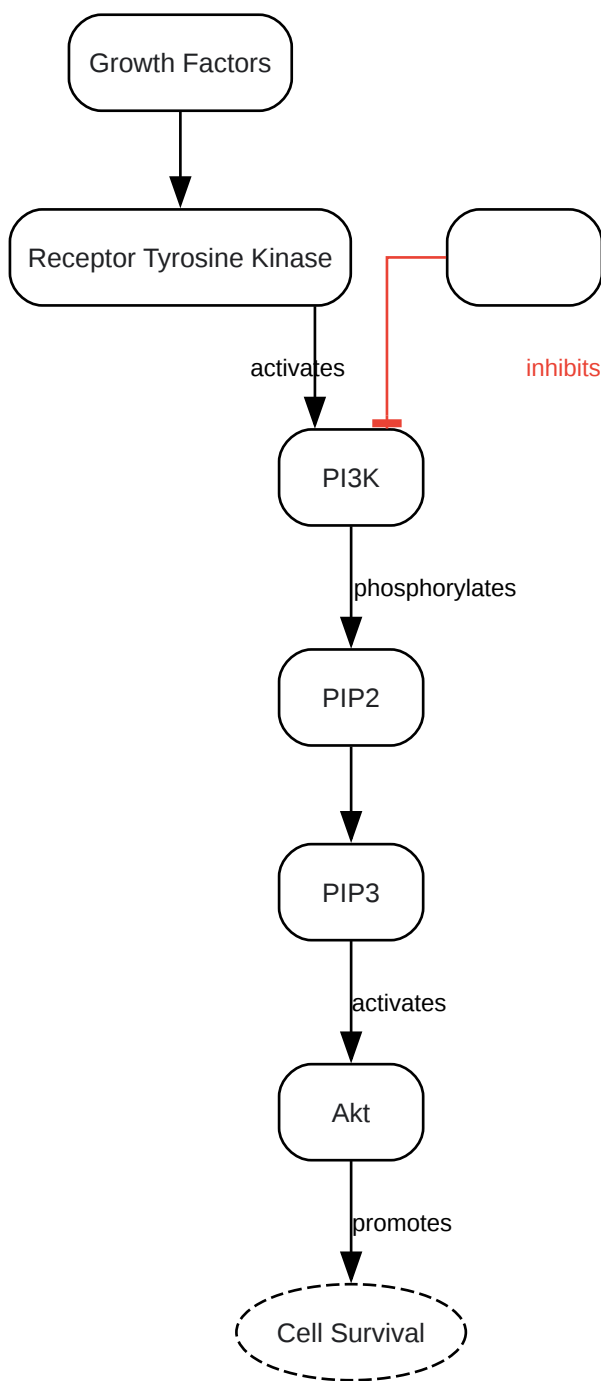 Growth Factors
Receptor Tyrosine Kinase
activates
inhibits
PI3K
phosphorylates
PIP2
PIP3
activates
Akt
promotes
Cell Survival